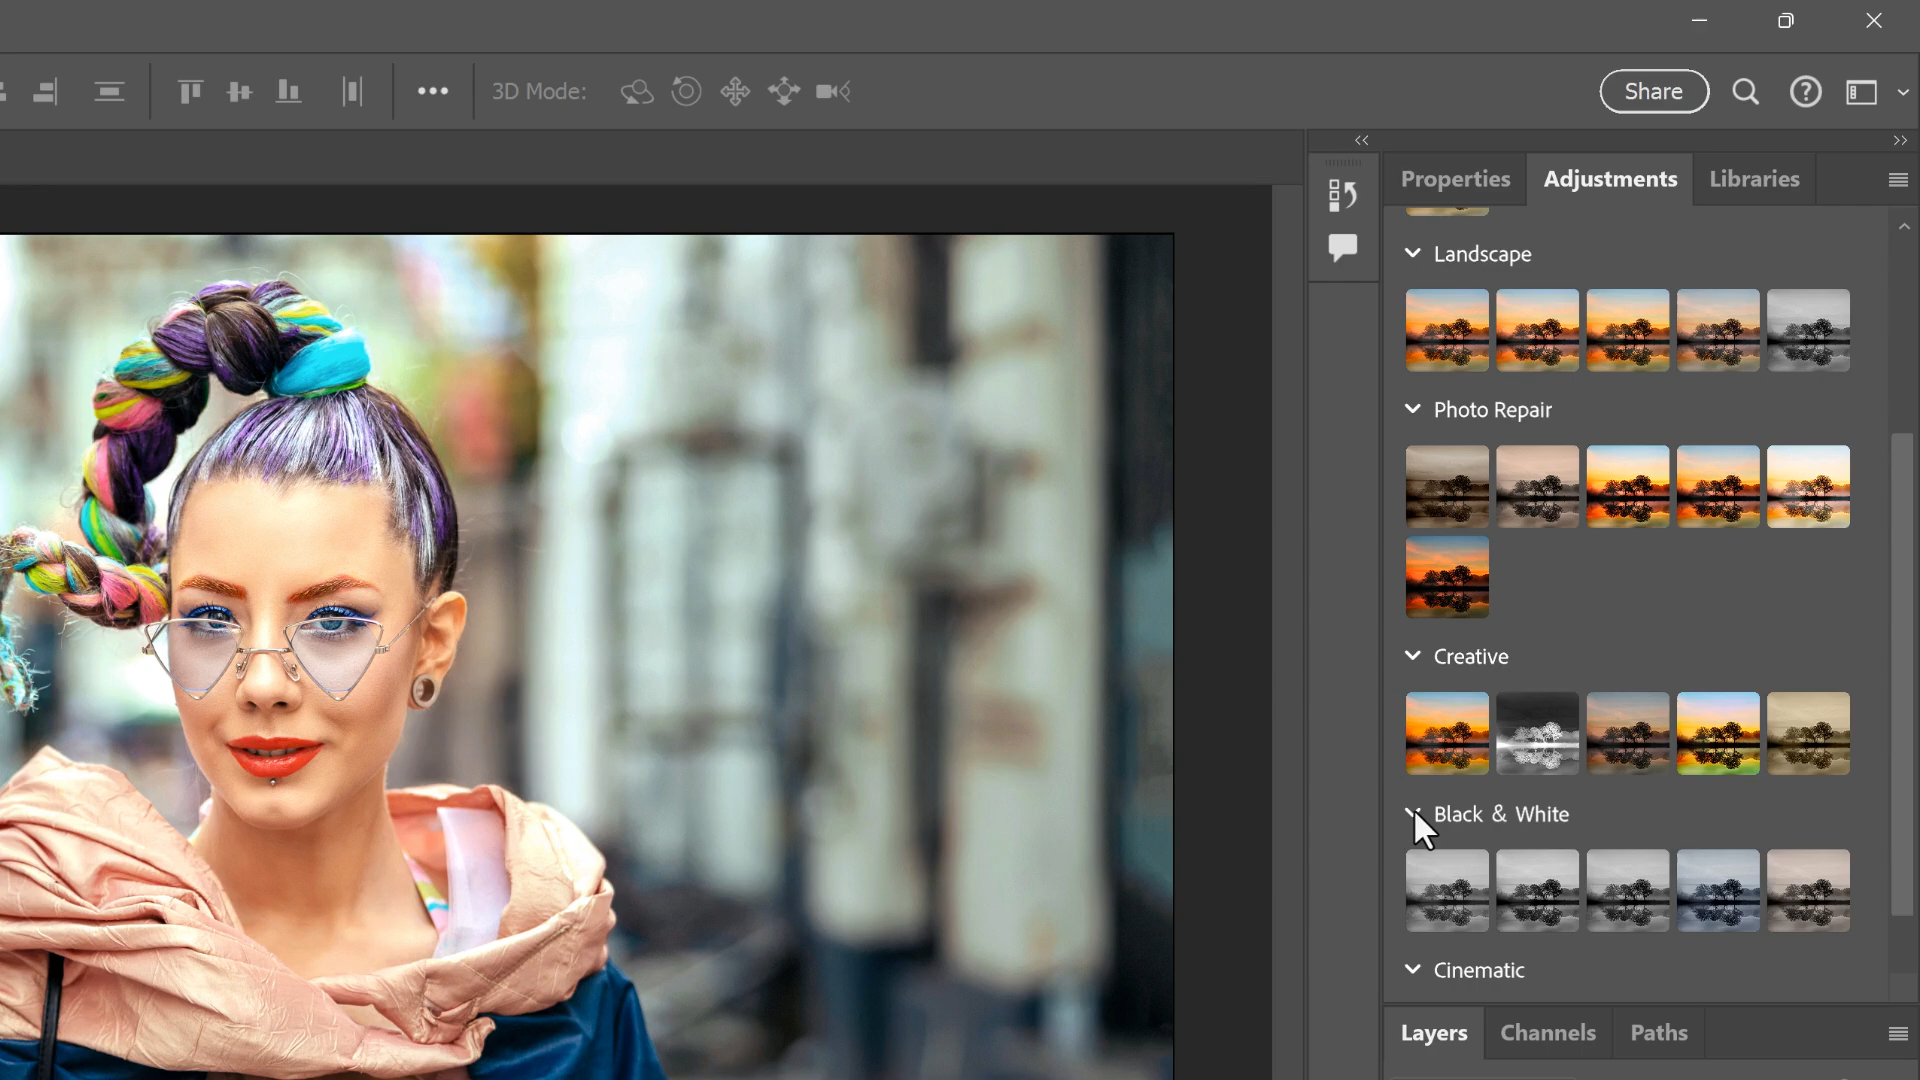 3D Mode:
Share
Properties
Adjustments
Libraries
Landscape
Photo Repair
Creative
Black & White
Cinematic
Layers
Channels
Paths